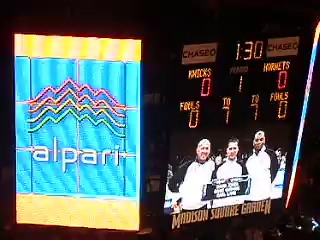 alpari
CHASE
1:30
CHASE
KNICKS
PERIOD
HORNETS
0
1
0
FOULS
TO
TO
FOULS
0
7
7
0
MADISON SQUARE GARDEN